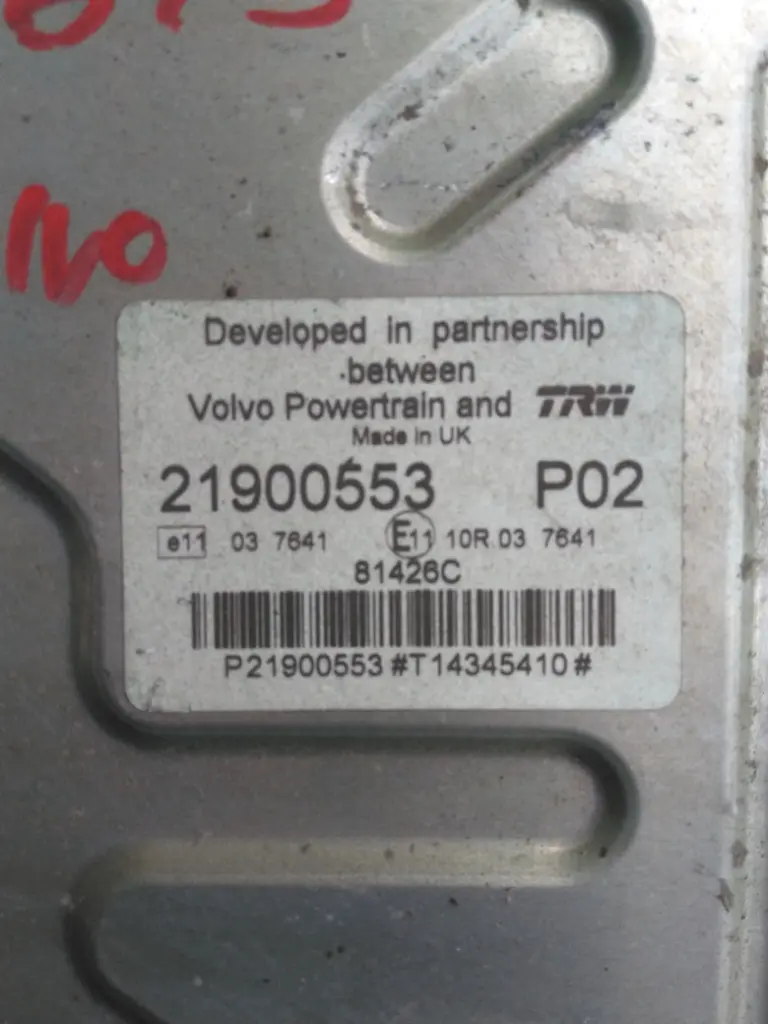 Developed in partnership
between
Volvo Powertrain and TRW
Made in UK
21900553 P02
e11 03 7641 E11 10R 03 7641
81426C
P21900553#T14345410#